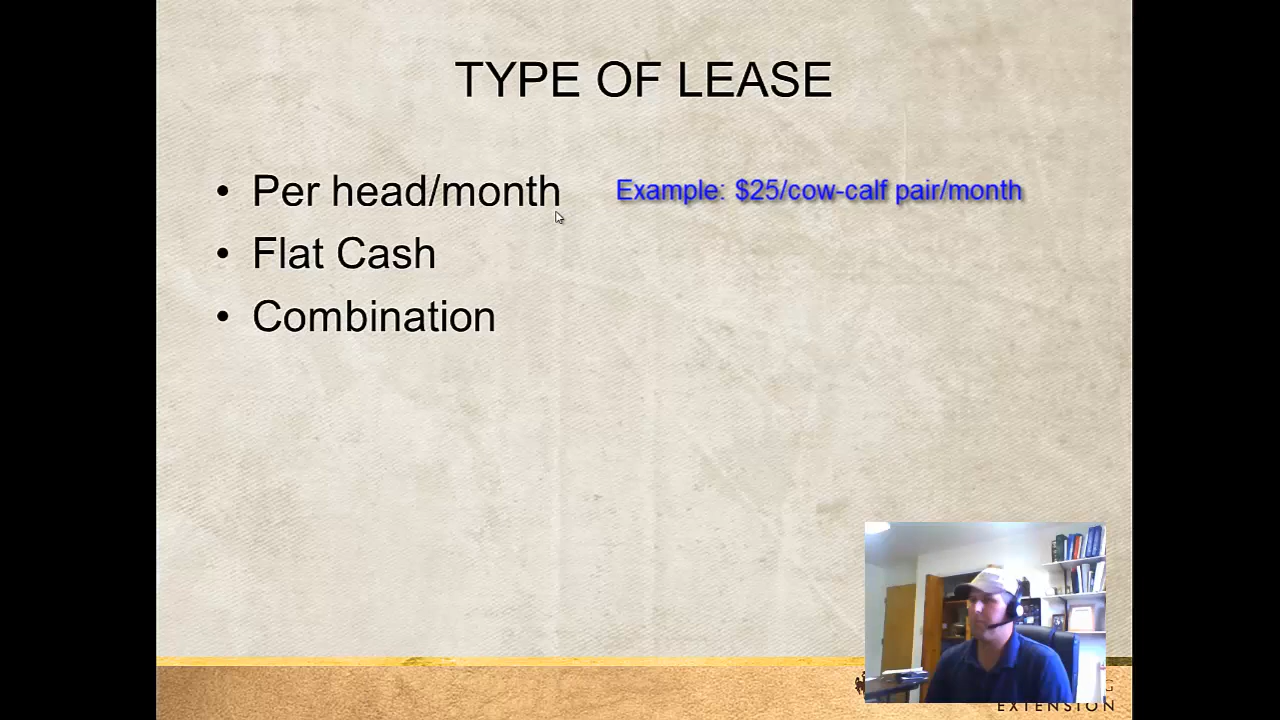 TYPE OF LEASE
• Per head/month Example: $25/cow-calf pair/month
• Flat Cash
• Combination
EXTENSION